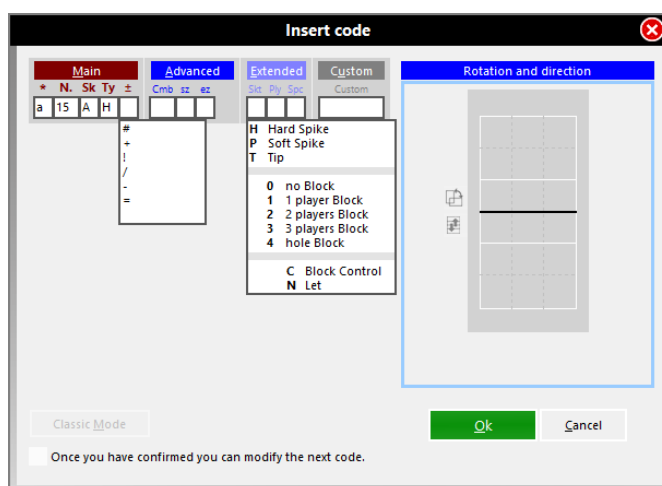 Insert code
Main Advanced Extended Custom Rotation and direction
* N. Sk Ty ± Cmb sz ez Skt Ply Spc Custom
a 15 A H
#
+
!
/
-
=
H Hard Spike
P Soft Spike
T Tip
0 no Block
1 1 player Block
2 2 players Block
3 3 players Block
4 hole Block
C Block Control
N Let
Classic Mode Ok Cancel
Once you have confirmed you can modify the next code.